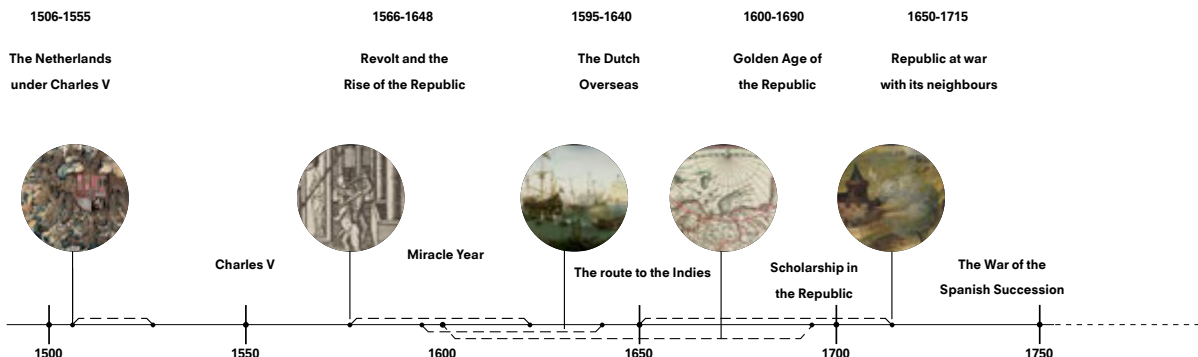 1506-1555
The Netherlands
under Charles V
1566-1648
Revolt and the
Rise of the Republic
1595-1640
The Dutch
Overseas
1600-1690
Golden Age of
the Republic
1650-1715
Republic at war
with its neighbours
Charles V
Miracle Year
The route to the Indies
Scholarship in
the Republic
The War of the
Spanish Succession
1500
1550
1600
1650
1700
1750